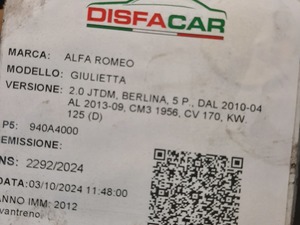 DISFACAR
MARCA: ALFA ROMEO
MODELLO: GIULIETTA
VERSIONE: 2.0 JTDM, BERLINA, 5 P., DAL 2010-04
AL 2013-09, CM3 1956, CV 170, KW.
125 (D)
P5: 940A4000
EMISSIONE:
NS: 2292/2024
DATA: 03/10/2024 11:48:00
ANNO IMM: 2012
vantreno